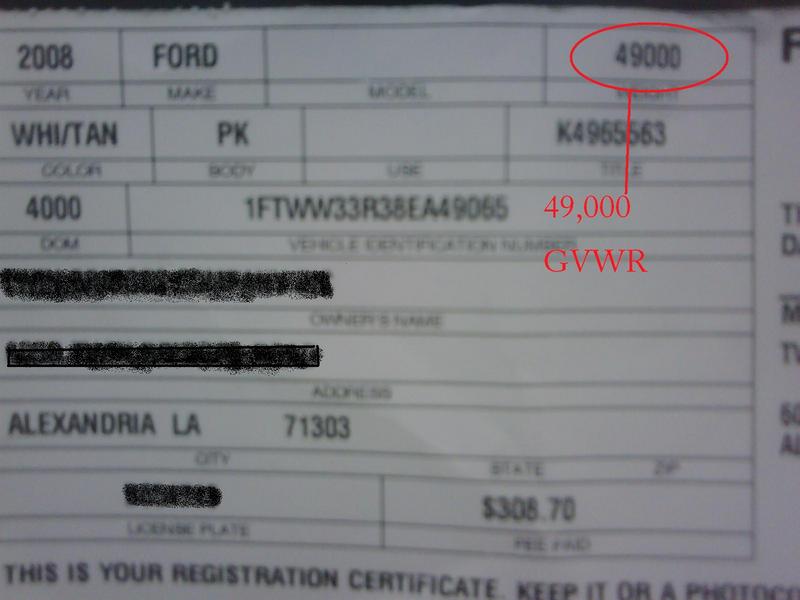 2008 FORD 49000
YEAR MAKE MODEL WEIGHT
WHI/TAN PK K4965563
COLOR BODY USE TITLE
4000 1FTWW33R38EA49065 49,000
DOM VEHICLE IDENTIFICATION NUMBER
GVWR
OWNER'S NAME
ADDRESS
ALEXANDRIA LA 71303
CITY STATE ZIP
$308.70
LICENSE PLATE FEE PAID
THIS IS YOUR REGISTRATION CERTIFICATE. KEEP IT OR A PHOTOCO